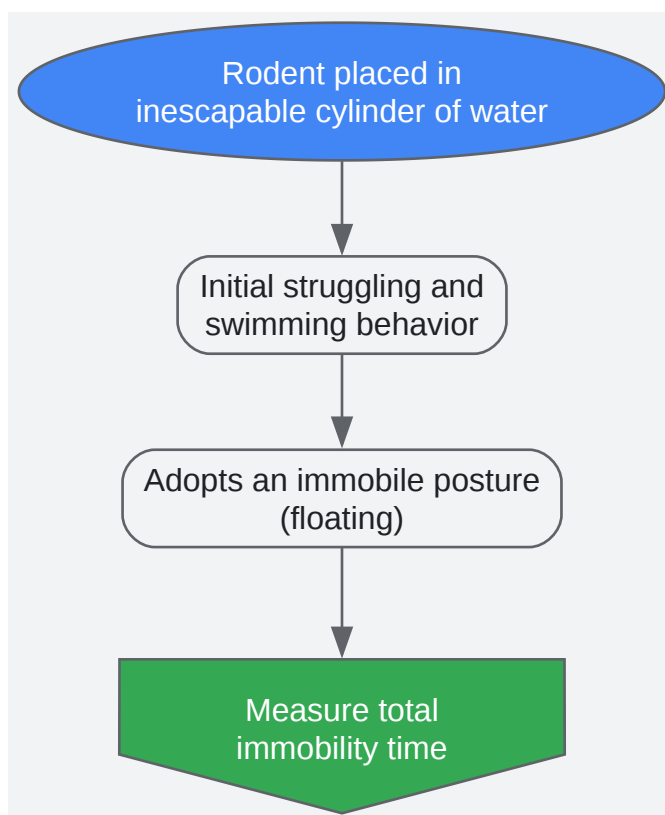 Rodent placed in
inescapable cylinder of water
Initial struggling and
swimming behavior
Adopts an immobile posture
(floating)
Measure total
immobility time